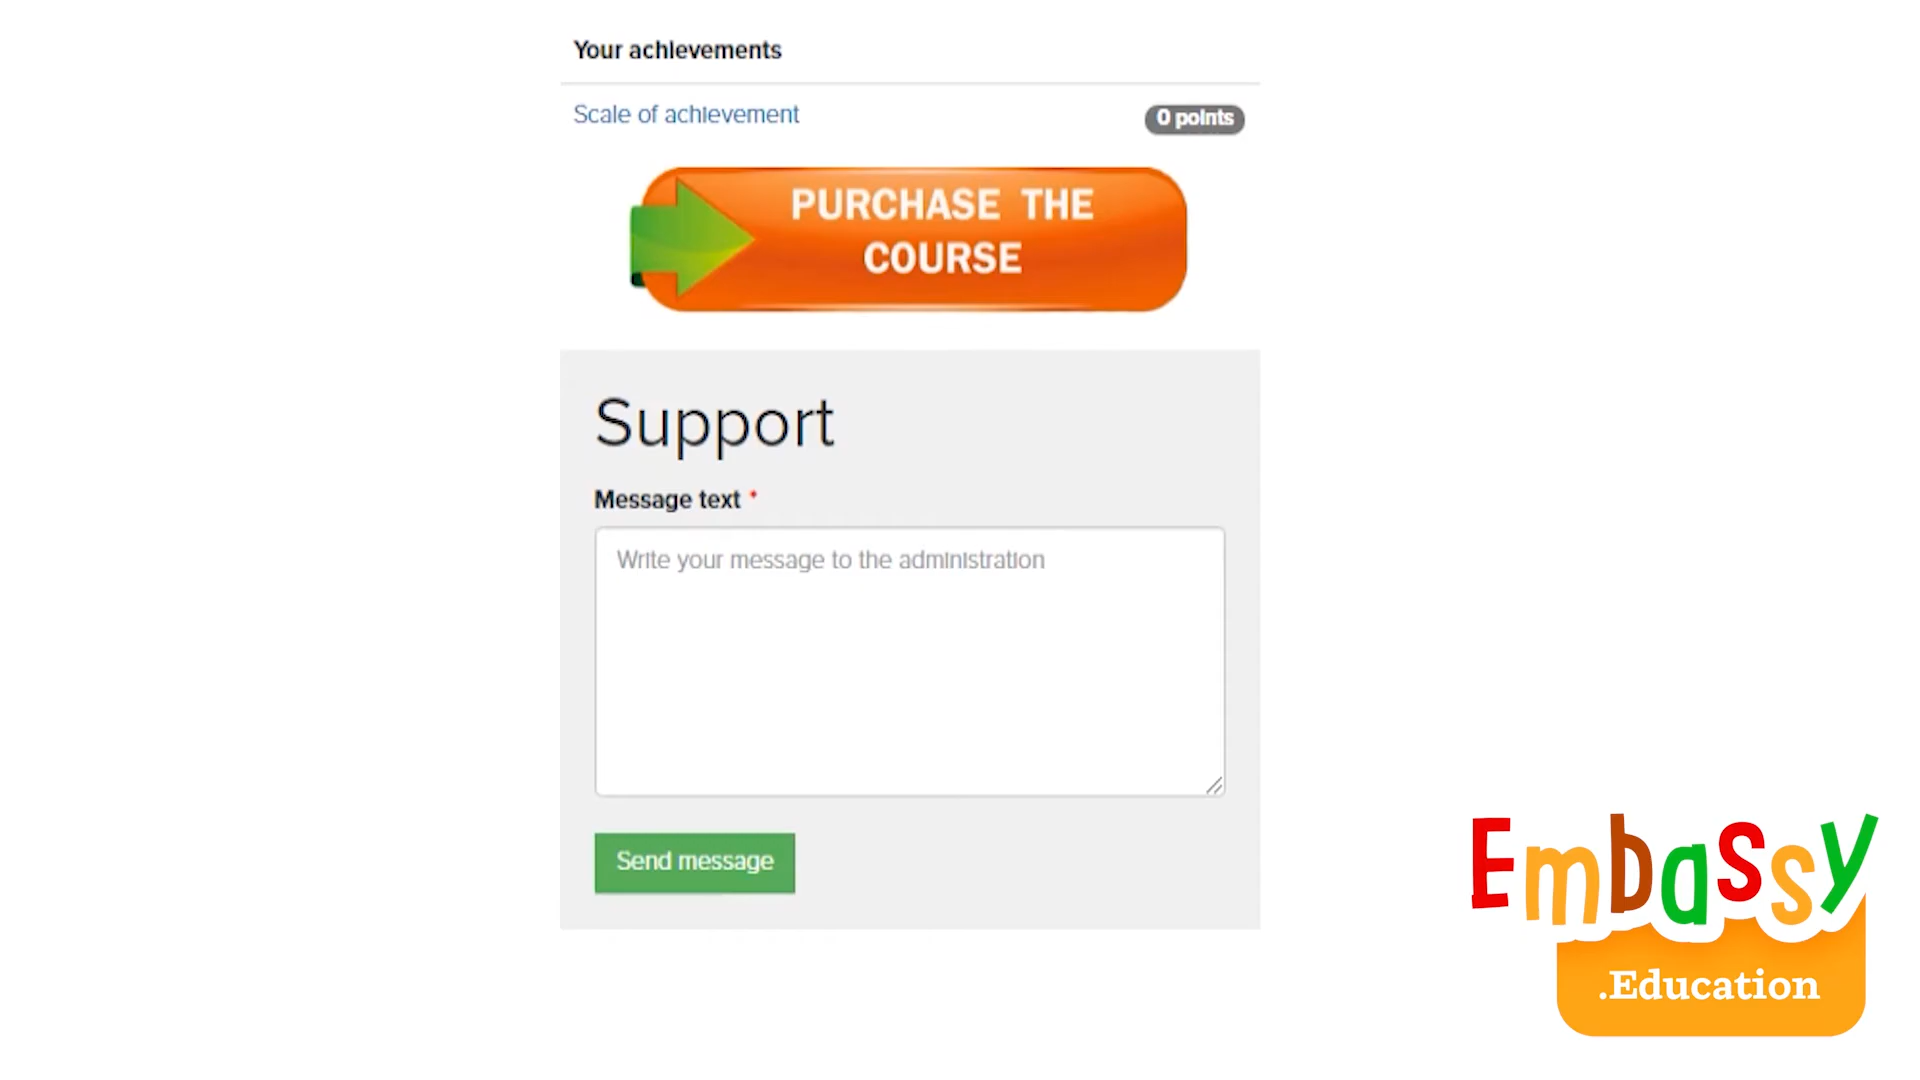 Your achievements
Scale of achievement 0 points
PURCHASE THE
COURSE
Support
Message text *
Write your message to the administration
Send message
Embassy
.Education